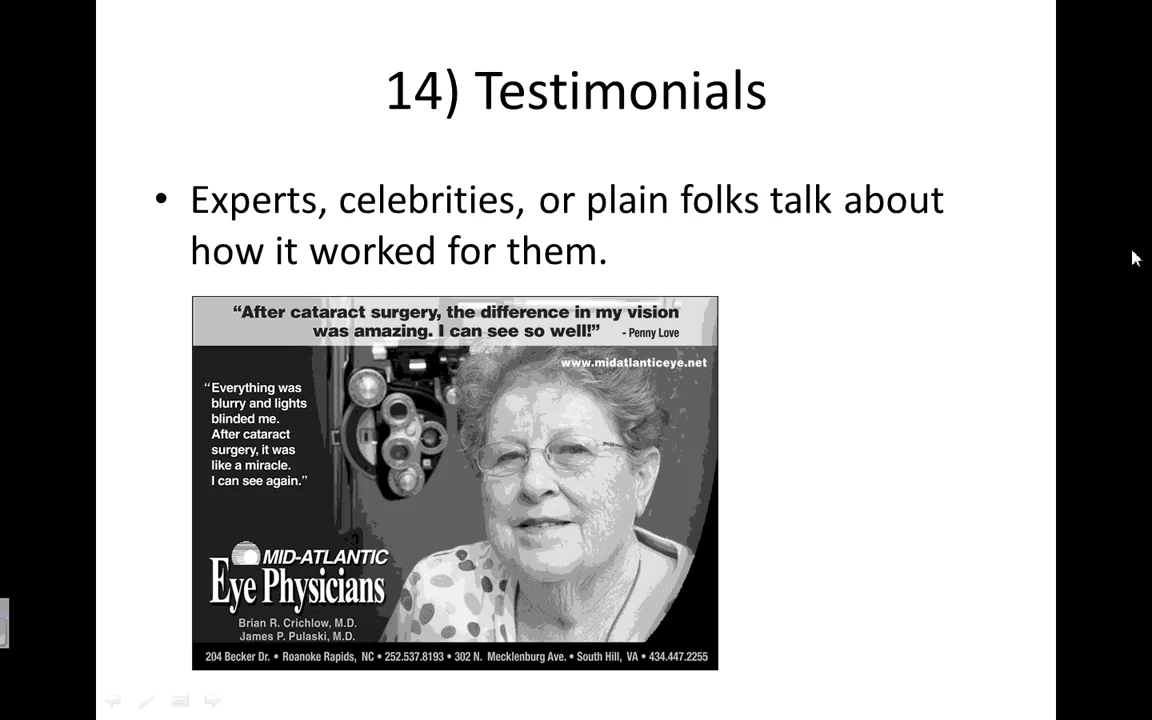 14) Testimonials
• Experts, celebrities, or plain folks talk about
how it worked for them.
“After cataract surgery, the difference in my vision
was amazing. I can see so well!” - Penny Love
www.midatlanticeye.net
“Everything was
blurry and lights
blinded me.
After cataract
surgery, it was
like a miracle.
I can see again.”
MID-ATLANTIC
Eye Physicians
Brian R. Crichlow, M.D.
James P. Pulaski, M.D.
204 Becker Dr. • Roanoke Rapids, NC • 252.537.8193 • 302 N. Mecklenburg Ave. • South Hill, VA • 434.447.2255